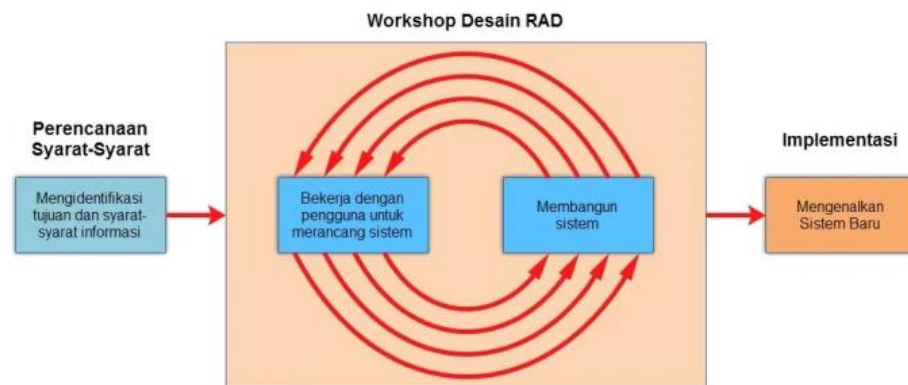 Workshop Desain RAD
Perencanaan
Syarat-Syarat
Mengidentifikasi
tujuan dan syarat-
syarat informasi
Bekerja dengan
pengguna untuk
merancang sistem
Membangun
sistem
Implementasi
Mengenalkan
Sistem Baru